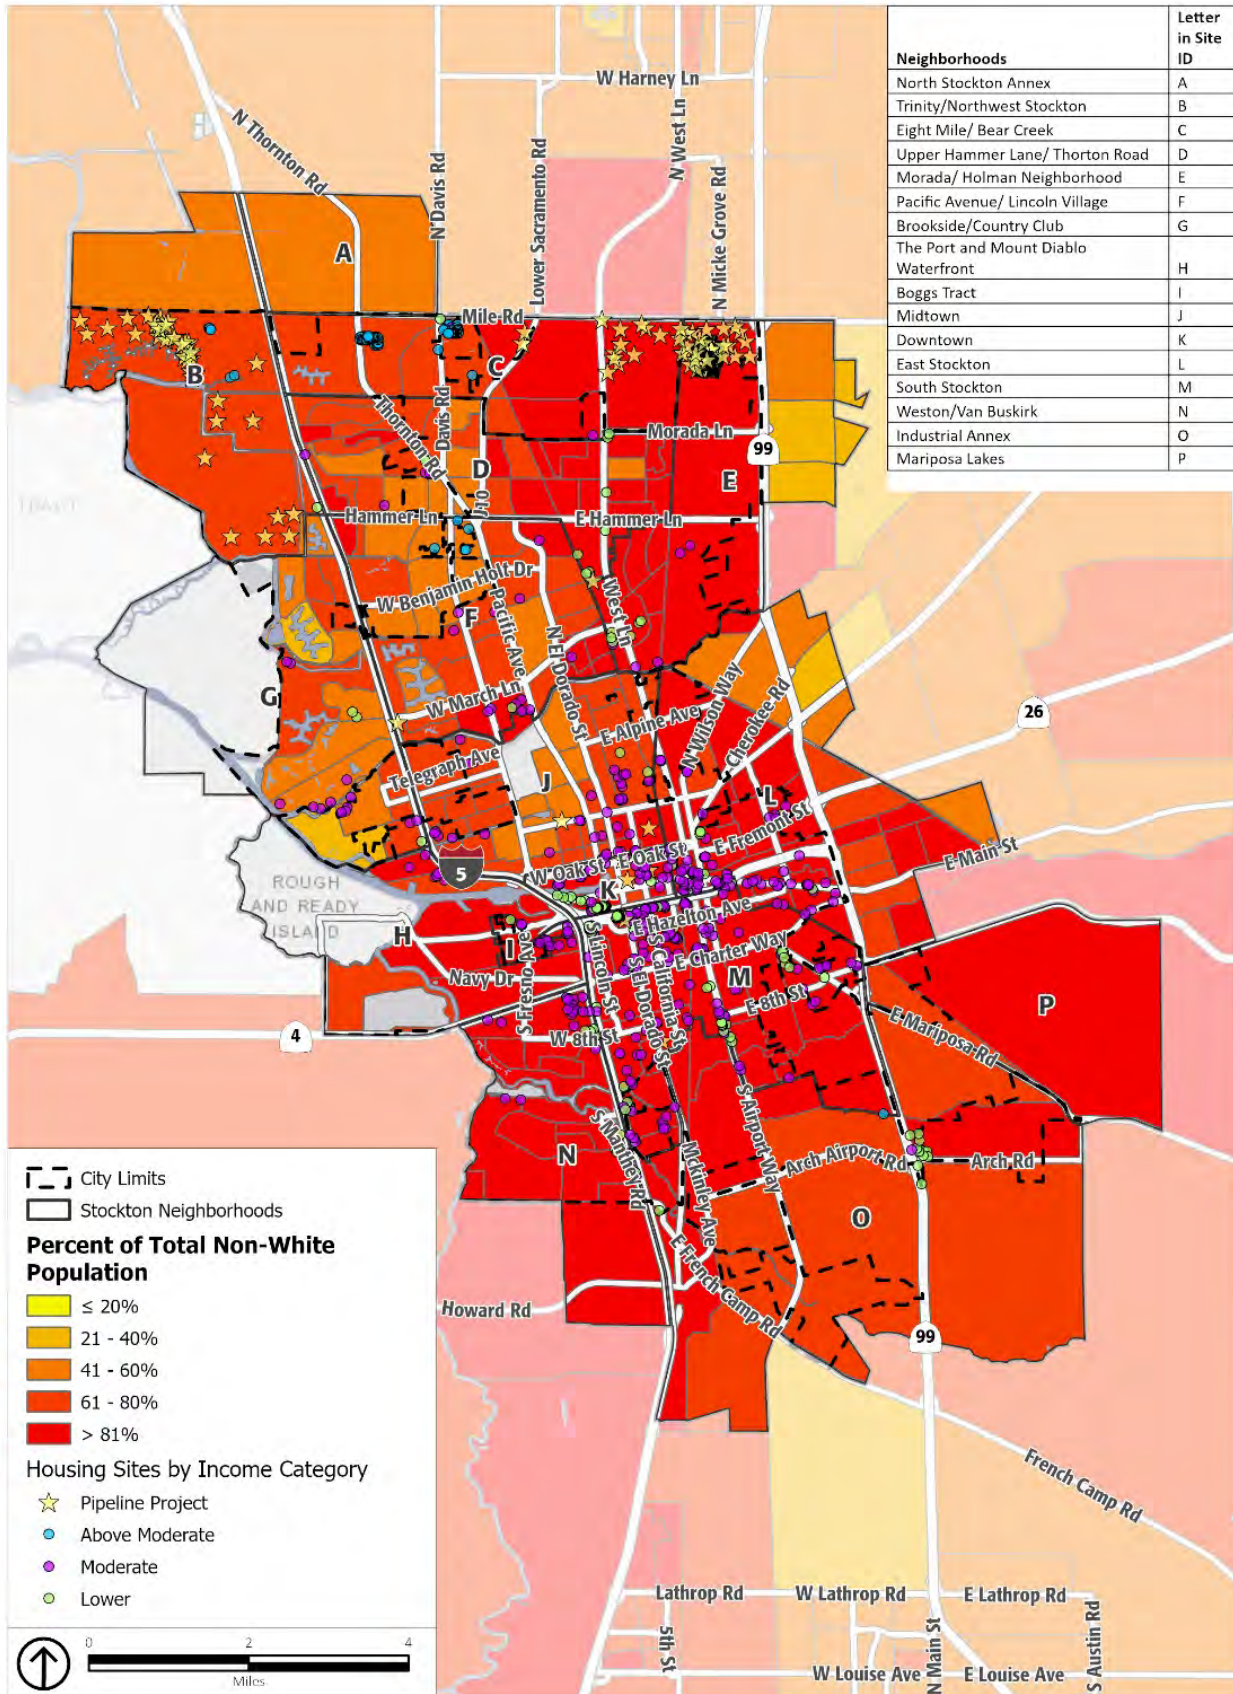 Neighborhoods Letter in Site ID
North Stockton Annex A
Trinity/Northwest Stockton B
Eight Mile/ Bear Creek C
Upper Hammer Lane/ Thorton Road D
Morada/ Holman Neighborhood E
Pacific Avenue/ Lincoln Village F
Brookside/Country Club G
The Port and Mount Diablo
Waterfront H
Boggs Tract I
Midtown J
Downtown K
East Stockton L
South Stockton M
Weston/Van Buskirk N
Industrial Annex O
Mariposa Lakes P
W Harney Ln
N Thornton Rd
N Davis Rd
Lower Sacramento Rd
N West Ln
N Micke Grove Rd
A
Mile Rd
B
C
Thornton Rd
Davis Rd
D
J-10
Morada Ln
99
E
TRACT
Hammer Ln
E Hammer Ln
W Benjamin Holt Dr
F
Pacific Ave
West Ln
N El Dorado St
G
W March Ln
E Alpine Ave
N Wilson Way
Cherokee Rd
26
Telegraph Ave
J
L
E Fremont St
E Main St
5
W Oak St
E Oak St
K
ROUGH
AND READY
ISLAND
H
I
E Hazelton Ave
Navy Dr
S Fresno Ave
S Lincoln St
S El Dorado St
S California St
E Charter Way
M
E 8th St
W 8th St
4
P
E Mariposa Rd
S Airport Way
N
S Manthey Rd
Mckinley Ave
Arch Airport Rd
Arch Rd
O
E French Camp Rd
Howard Rd
99
French Camp Rd
Lathrop Rd
W Lathrop Rd
E Lathrop Rd
5th St
N Main St
S Austin Rd
W Louise Ave
E Louise Ave
City Limits
Stockton Neighborhoods
Percent of Total Non-White
Population
≤ 20%
21 - 40%
41 - 60%
61 - 80%
> 81%
Housing Sites by Income Category
Pipeline Project
Above Moderate
Moderate
Lower
0 2 4
Miles